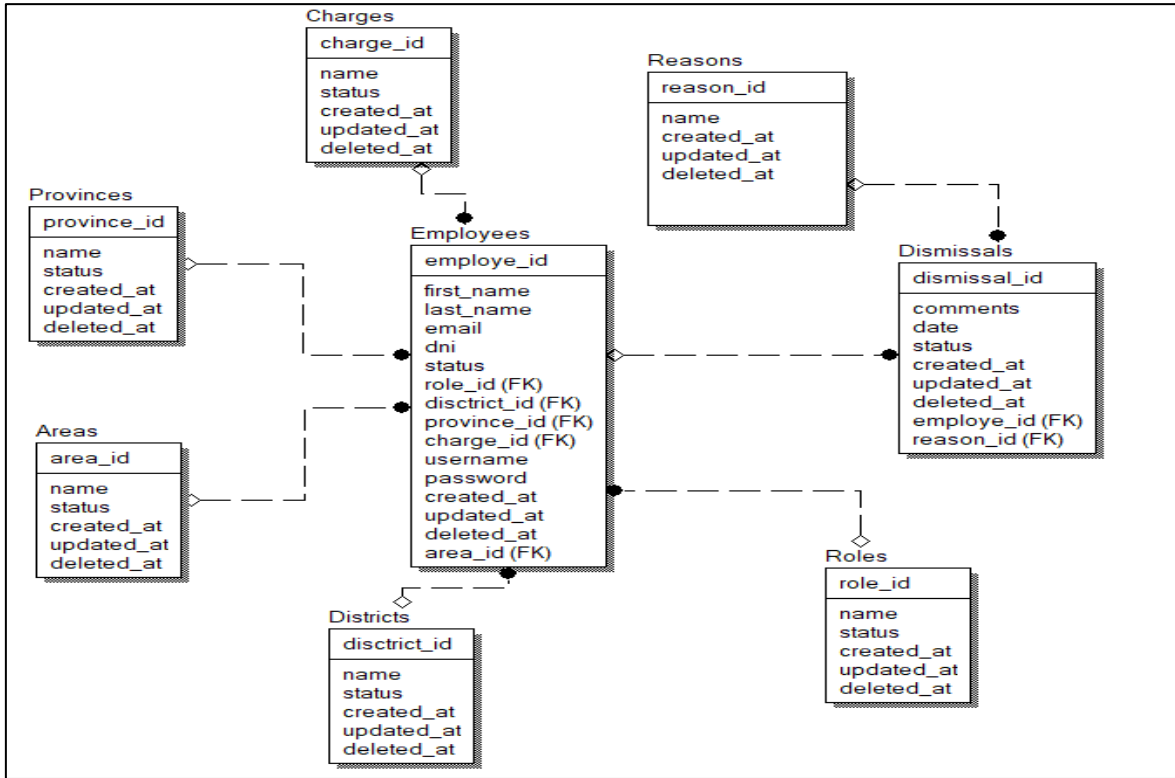 Charges
charge_id
name
status
created_at
updated_at
deleted_at
Reasons
reason_id
name
created_at
updated_at
deleted_at
Provinces
province_id
name
status
created_at
updated_at
deleted_at
Employees
employe_id
first_name
last_name
email
dni
status
role_id (FK)
disctrict_id (FK)
province_id (FK)
charge_id (FK)
username
password
created_at
updated_at
deleted_at
area_id (FK)
Dismissals
dismissal_id
comments
date
status
created_at
updated_at
deleted_at
employe_id (FK)
reason_id (FK)
Areas
area_id
name
status
created_at
updated_at
deleted_at
Districts
disctrict_id
name
status
created_at
updated_at
deleted_at
Roles
role_id
name
status
created_at
updated_at
deleted_at